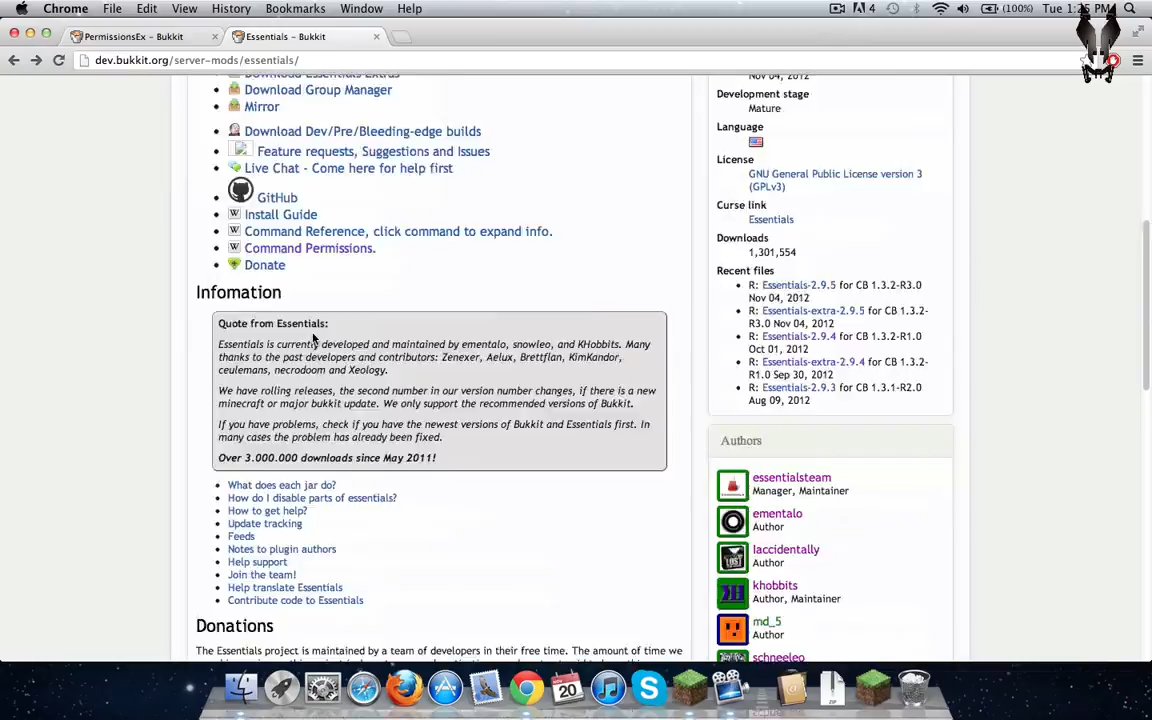 Chrome File Edit View History Bookmarks Window Help
4 (100%) Tue 1:25 PM
PermissionsEx - Bukkit
Essentials - Bukkit
dev.bukkit.org/server-mods/essentials/
Download Essentials Extras
Download Group Manager
Mirror
Download Dev/Pre/Bleeding-edge builds
Feature requests, Suggestions and Issues
Live Chat - Come here for help first
GitHub
Install Guide
Command Reference, click command to expand info.
Command Permissions.
Donate
Infomation
Quote from Essentials:
Essentials is currently developed and maintained by ementalo, snowleo, and KHobbits. Many
thanks to the past developers and contributors: Zenexer, Aelux, Brettflan, KimKandor,
ceulemans, necrodoom and Xeology.
We have rolling releases, the second number in our version number changes, if there is a new
minecraft or major bukkit update. We only support the recommended versions of Bukkit.
If you have problems, check if you have the newest versions of Bukkit and Essentials first. In
many cases the problem has already been fixed.
Over 3.000.000 downloads since May 2011!
What does each jar do?
How do I disable parts of essentials?
How to get help?
Update tracking
Feeds
Notes to plugin authors
Help support
Join the team!
Help translate Essentials
Contribute code to Essentials
Donations
The Essentials project is maintained by a team of developers in their free time. The amount of time we
Nov 04, 2012
Development stage
Mature
Language
License
GNU General Public License version 3
(GPLv3)
Curse link
Essentials
Downloads
1,301,554
Recent files
R: Essentials-2.9.5 for CB 1.3.2-R3.0
Nov 04, 2012
R: Essentials-extra-2.9.5 for CB 1.3.2-
R3.0 Nov 04, 2012
R: Essentials-2.9.4 for CB 1.3.2-R1.0
Oct 01, 2012
R: Essentials-extra-2.9.4 for CB 1.3.2-
R1.0 Sep 30, 2012
R: Essentials-2.9.3 for CB 1.3.1-R2.0
Aug 09, 2012
Authors
essentialsteam
Manager, Maintainer
ementalo
Author
laccidentally
Author
khobbits
Author, Maintainer
md_5
Author
schneeleo
NOV
20
ZIP